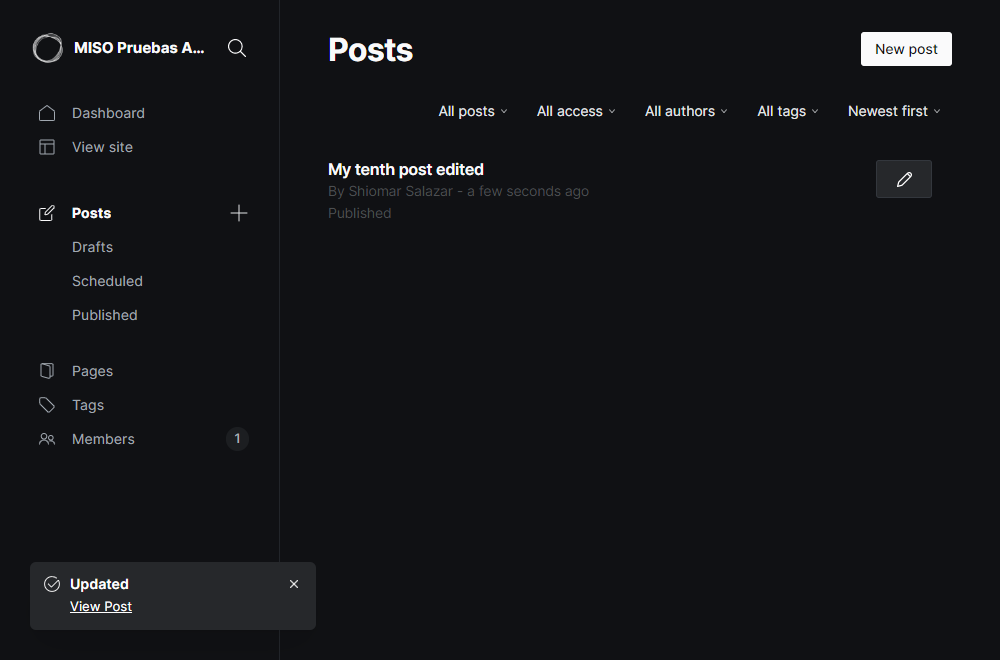 MISO Pruebas A...
Dashboard
View site
Posts
Drafts
Scheduled
Published
Pages
Tags
Members
1
Posts
New post
All posts
All access
All authors
All tags
Newest first
My tenth post edited
By Shiomar Salazar - a few seconds ago
Published
Updated
View Post